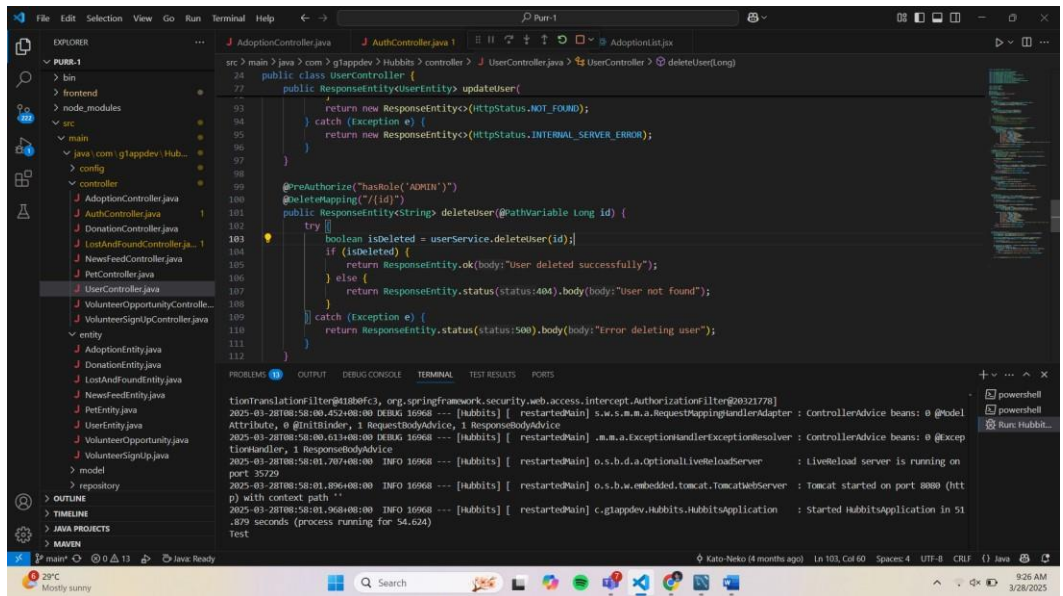 File Edit Selection View Go Run Terminal Help
Purr-1
EXPLORER
PURR-1
bin
frontend
node_modules
src
main
java\com\g1appdev\Hub...
config
controller
AdoptionController.java
AuthController.java 1
DonationController.java
LostAndFoundController.ja... 1
NewsFeedController.java
PetController.java
UserController.java
VolunteerOpportunityControlle...
VolunteerSignUpController.java
entity
AdoptionEntity.java
DonationEntity.java
LostAndFoundEntity.java
NewsFeedEntity.java
PetEntity.java
UserEntity.java
VolunteerOpportunity.java
VolunteerSignUp.java
model
repository
OUTLINE
TIMELINE
JAVA PROJECTS
MAVEN
222
1
AdoptionController.java AuthController.java 1 AdoptionList.jsx
src > main > java > com > g1appdev > Hubbits > controller > UserController.java > UserController > deleteUser(Long)
24 public class UserController {
77 public ResponseEntity<UserEntity> updateUser(
93 return new ResponseEntity<>(HttpStatus.NOT_FOUND);
94 } catch (Exception e) {
95 return new ResponseEntity<>(HttpStatus.INTERNAL_SERVER_ERROR);
96 }
97 }
98
99 @PreAuthorize("hasRole('ADMIN')")
100 @DeleteMapping("/{id}")
101 public ResponseEntity<String> deleteUser(@PathVariable Long id) {
102 try {
103 boolean isDeleted = userService.deleteUser(id);
104 if (isDeleted) {
105 return ResponseEntity.ok(body:"User deleted successfully");
106 } else {
107 return ResponseEntity.status(status:404).body(body:"User not found");
108 }
109 } catch (Exception e) {
110 return ResponseEntity.status(status:500).body(body:"Error deleting user");
111 }
112 }
PROBLEMS 13 OUTPUT DEBUG CONSOLE TERMINAL TEST RESULTS PORTS
tionTranslationFilter@418b0fc3, org.springframework.security.web.access.intercept.AuthorizationFilter@20321778]
2025-03-28T08:58:00.452+08:00 DEBUG 16968 --- [Hubbits] [ restartedMain] s.w.s.m.m.a.RequestMappingHandlerAdapter : ControllerAdvice beans: 0 @Model
Attribute, 0 @InitBinder, 1 RequestBodyAdvice, 1 ResponseBodyAdvice
2025-03-28T08:58:00.613+08:00 DEBUG 16968 --- [Hubbits] [ restartedMain] .m.m.a.ExceptionHandlerExceptionResolver : ControllerAdvice beans: 0 @Excep
tionHandler, 1 ResponseBodyAdvice
2025-03-28T08:58:01.707+08:00 INFO 16968 --- [Hubbits] [ restartedMain] o.s.b.d.a.OptionalLiveReloadServer : LiveReload server is running on
port 35729
2025-03-28T08:58:01.896+08:00 INFO 16968 --- [Hubbits] [ restartedMain] o.s.b.w.embedded.tomcat.TomcatWebServer : Tomcat started on port 8080 (htt
p) with context path ''
2025-03-28T08:58:01.968+08:00 INFO 16968 --- [Hubbits] [ restartedMain] c.g1appdev.Hubbits.HubbitsApplication : Started HubbitsApplication in 51
.879 seconds (process running for 54.624)
Test
powershell
powershell
Run: Hubbit...
main* 0 13 Java: Ready
Kato-Neko (4 months ago) Ln 103, Col 60 Spaces: 4 UTF-8 CRLF {} Java
6
29°C
Mostly sunny
Search
9:26 AM
3/28/2025